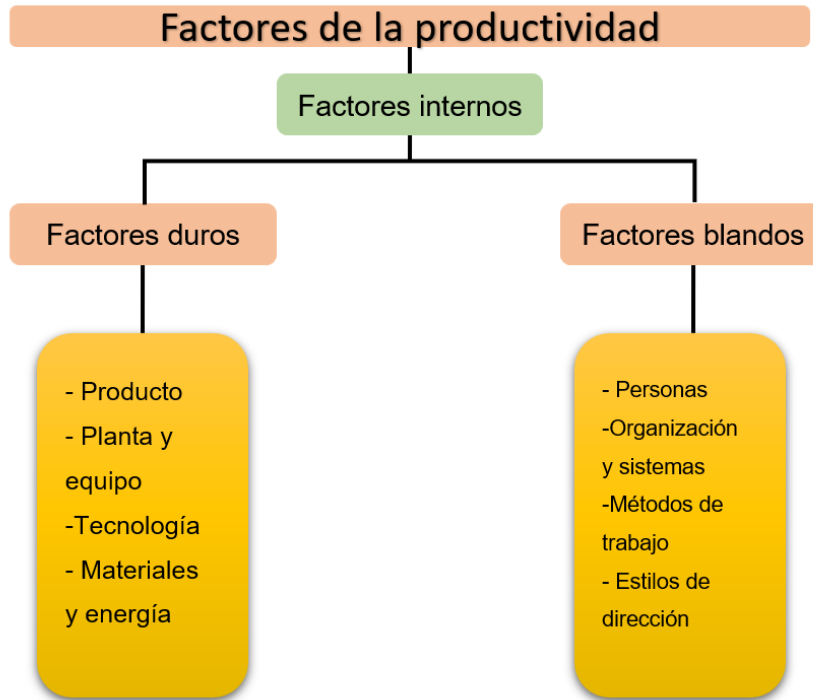 Factores de la productividad
Factores internos
Factores duros
Factores blandos
- Producto
- Planta y
equipo
-Tecnología
- Materiales
y energía
- Personas
-Organización
y sistemas
-Métodos de
trabajo
- Estilos de
dirección